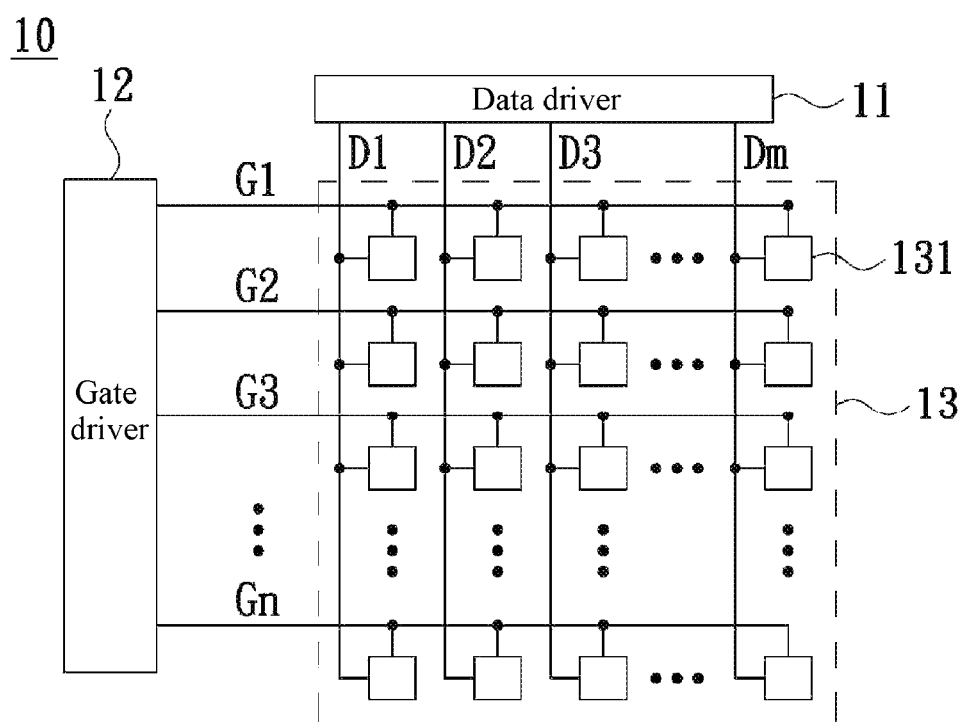 10
12
Data driver
11
D1 D2 D3 Dm
G1
131
G2
G3
Gate
driver
13
Gn